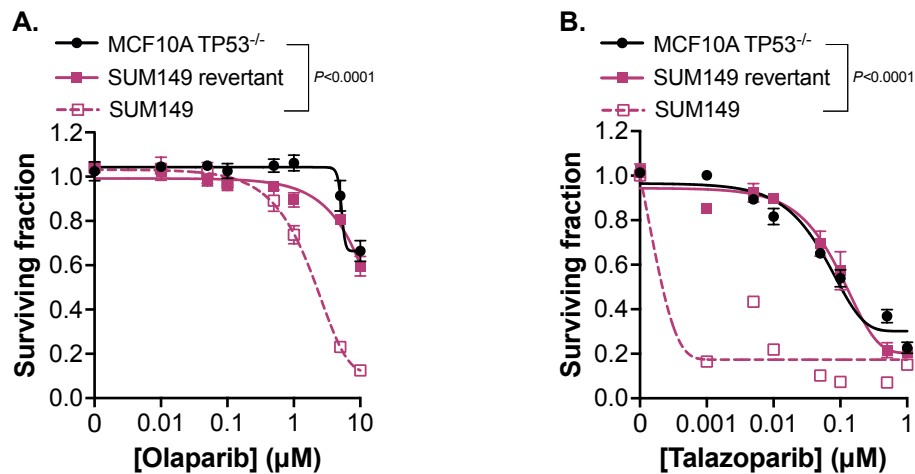 A.
MCF10A TP53-/-
SUM149 revertant
SUM149
P<0.0001
1.2
1.0
0.8
0.6
0.4
0.2
0.0
Surviving fraction
0 0.01 0.1 1 10
[Olaparib] (μM)
B.
MCF10A TP53-/-
SUM149 revertant
SUM149
P<0.0001
1.2
1.0
0.8
0.6
0.4
0.2
0.0
Surviving fraction
0 0.001 0.01 0.1 1
[Talazoparib] (μM)